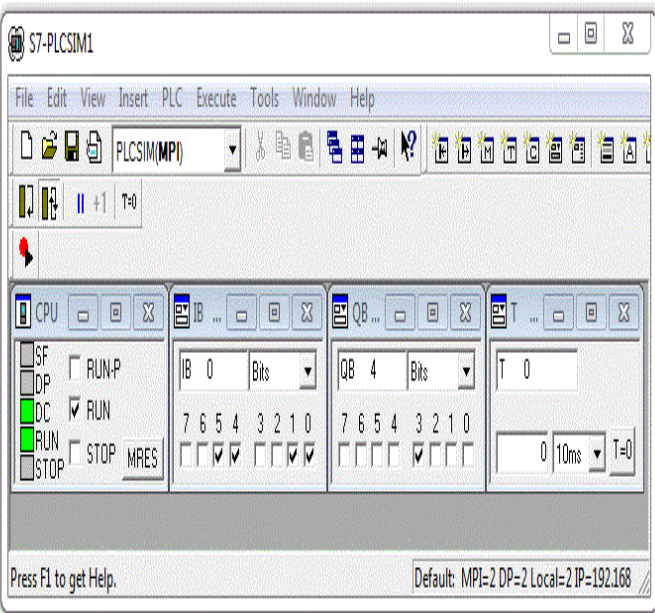 S7-PLCSIM1
File Edit View Insert PLC Execute Tools Window Help
PLCSIM(MPI)
+1 T=0
CPU
SF
DP
DC
RUN
STOP
RUN-P
RUN
STOP MRES
IB ...
IB 0 Bits
7 6 5 4 3 2 1 0
QB ...
QB 4 Bits
7 6 5 4 3 2 1 0
T ...
T 0
0 10ms T=0
Press F1 to get Help.
Default: MPI=2 DP=2 Local=2 IP=192.168